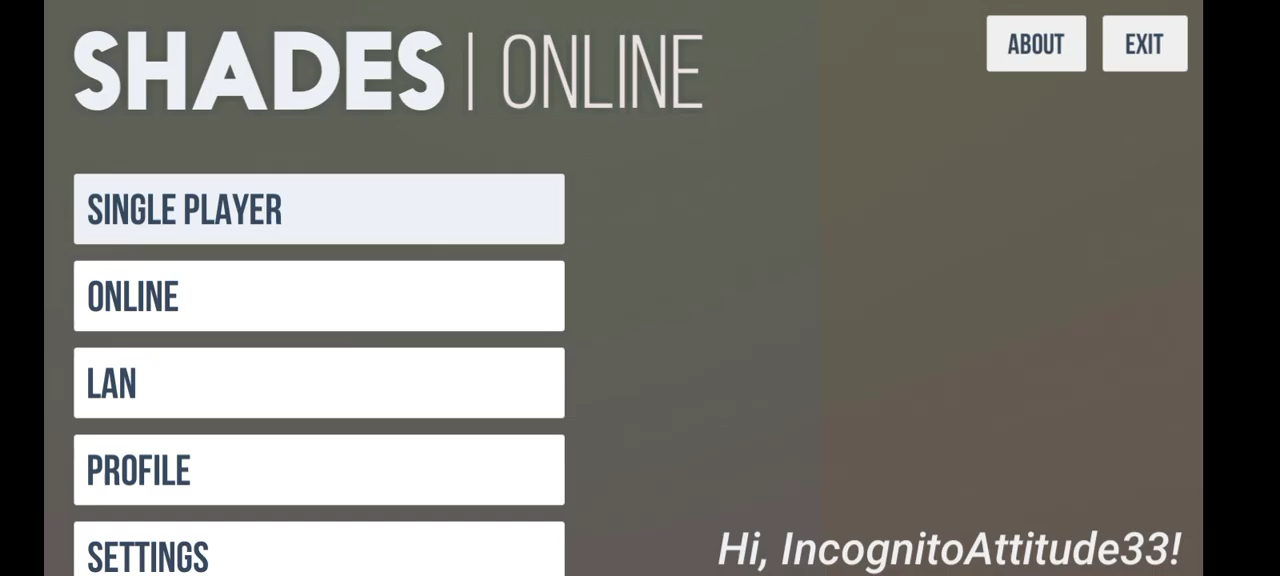 SHADES | ONLINE
ABOUT
EXIT
SINGLE PLAYER
ONLINE
LAN
PROFILE
SETTINGS
Hi, IncognitoAttitude33!